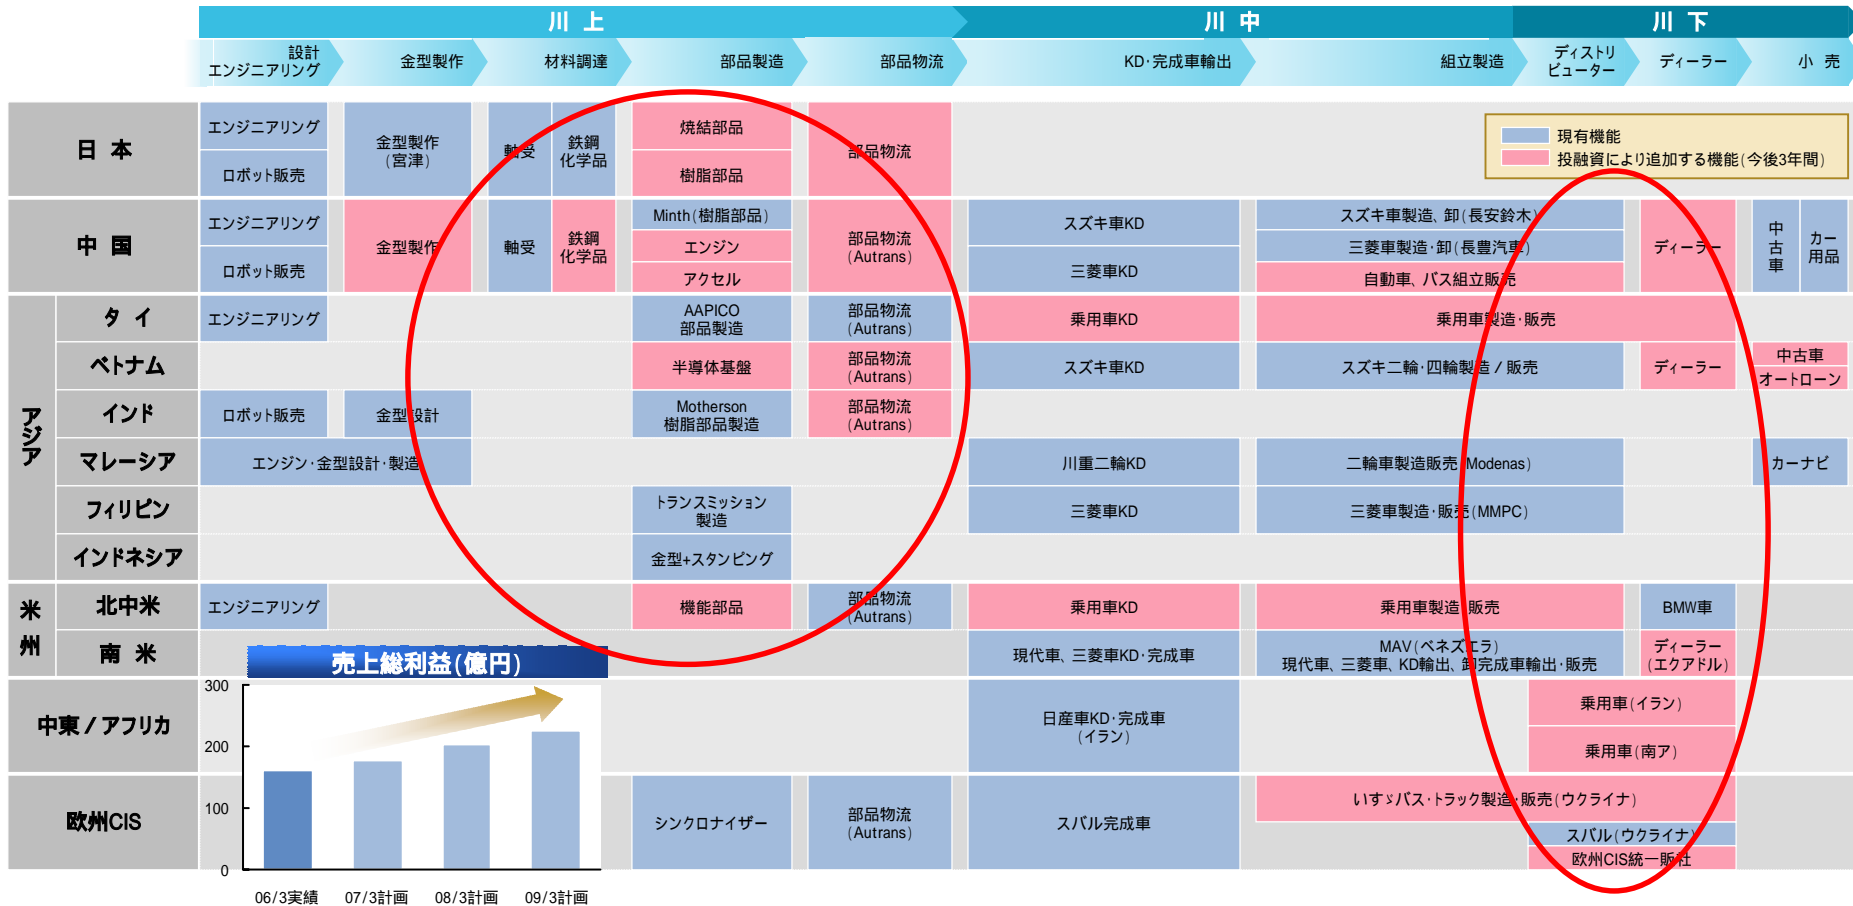 川 上
川 中
川 下
設計
エンジニアリング
金型製作
材料調達
部品製造
部品物流
KD・完成車輸出
組立製造
ディストリ
ビューター
ディーラー
小 売
現有機能
投融資により追加する機能(今後3年間)
日 本
エンジニアリング
ロボット販売
金型製作
(宮津)
軸受
鉄鋼
化学品
焼結部品
樹脂部品
部品物流
中 国
エンジニアリング
ロボット販売
金型製作
軸受
鉄鋼
化学品
Minth(樹脂部品)
エンジン
アクセル
部品物流
(Autrans)
スズキ車KD
三菱車KD
スズキ車製造、卸(長安鈴木)
三菱車製造・卸(長豊汽車)
自動車、バス組立販売
ディーラー
中古車
カー
用品
アジア
タ イ
エンジニアリング
AAPICO
部品製造
部品物流
(Autrans)
乗用車KD
乗用車製造・販売
ベトナム
半導体基盤
部品物流
(Autrans)
スズキ車KD
スズキ二輪・四輪製造 / 販売
ディーラー
中古車
オートローン
インド
ロボット販売
金型設計
Motherson
樹脂部品製造
部品物流
(Autrans)
マレーシア
エンジン・金型設計・製造
川重二輪KD
二輪車製造販売(Modenas)
カーナビ
フィリピン
トランスミッション
製造
三菱車KD
三菱車製造・販売(MMPC)
インドネシア
金型+スタンピング
米州
北中米
エンジニアリング
機能部品
部品物流
(Autrans)
乗用車KD
乗用車製造・販売
BMW車
南 米
現代車、三菱車KD・完成車
MAV(ベネズエラ)
現代車、三菱車、KD輸出、卸完成車輸出・販売
ディーラー
(エクアドル)
中東 / アフリカ
日産車KD・完成車
(イラン)
乗用車(イラン)
乗用車(南ア)
欧州CIS
シンクロナイザー
部品物流
(Autrans)
スバル完成車
いすゞバス・トラック製造・販売(ウクライナ)
スバル(ウクライナ)
欧州CIS統一販社
売上総利益(億円)
300
200
100
0
06/3実績
07/3計画
08/3計画
09/3計画